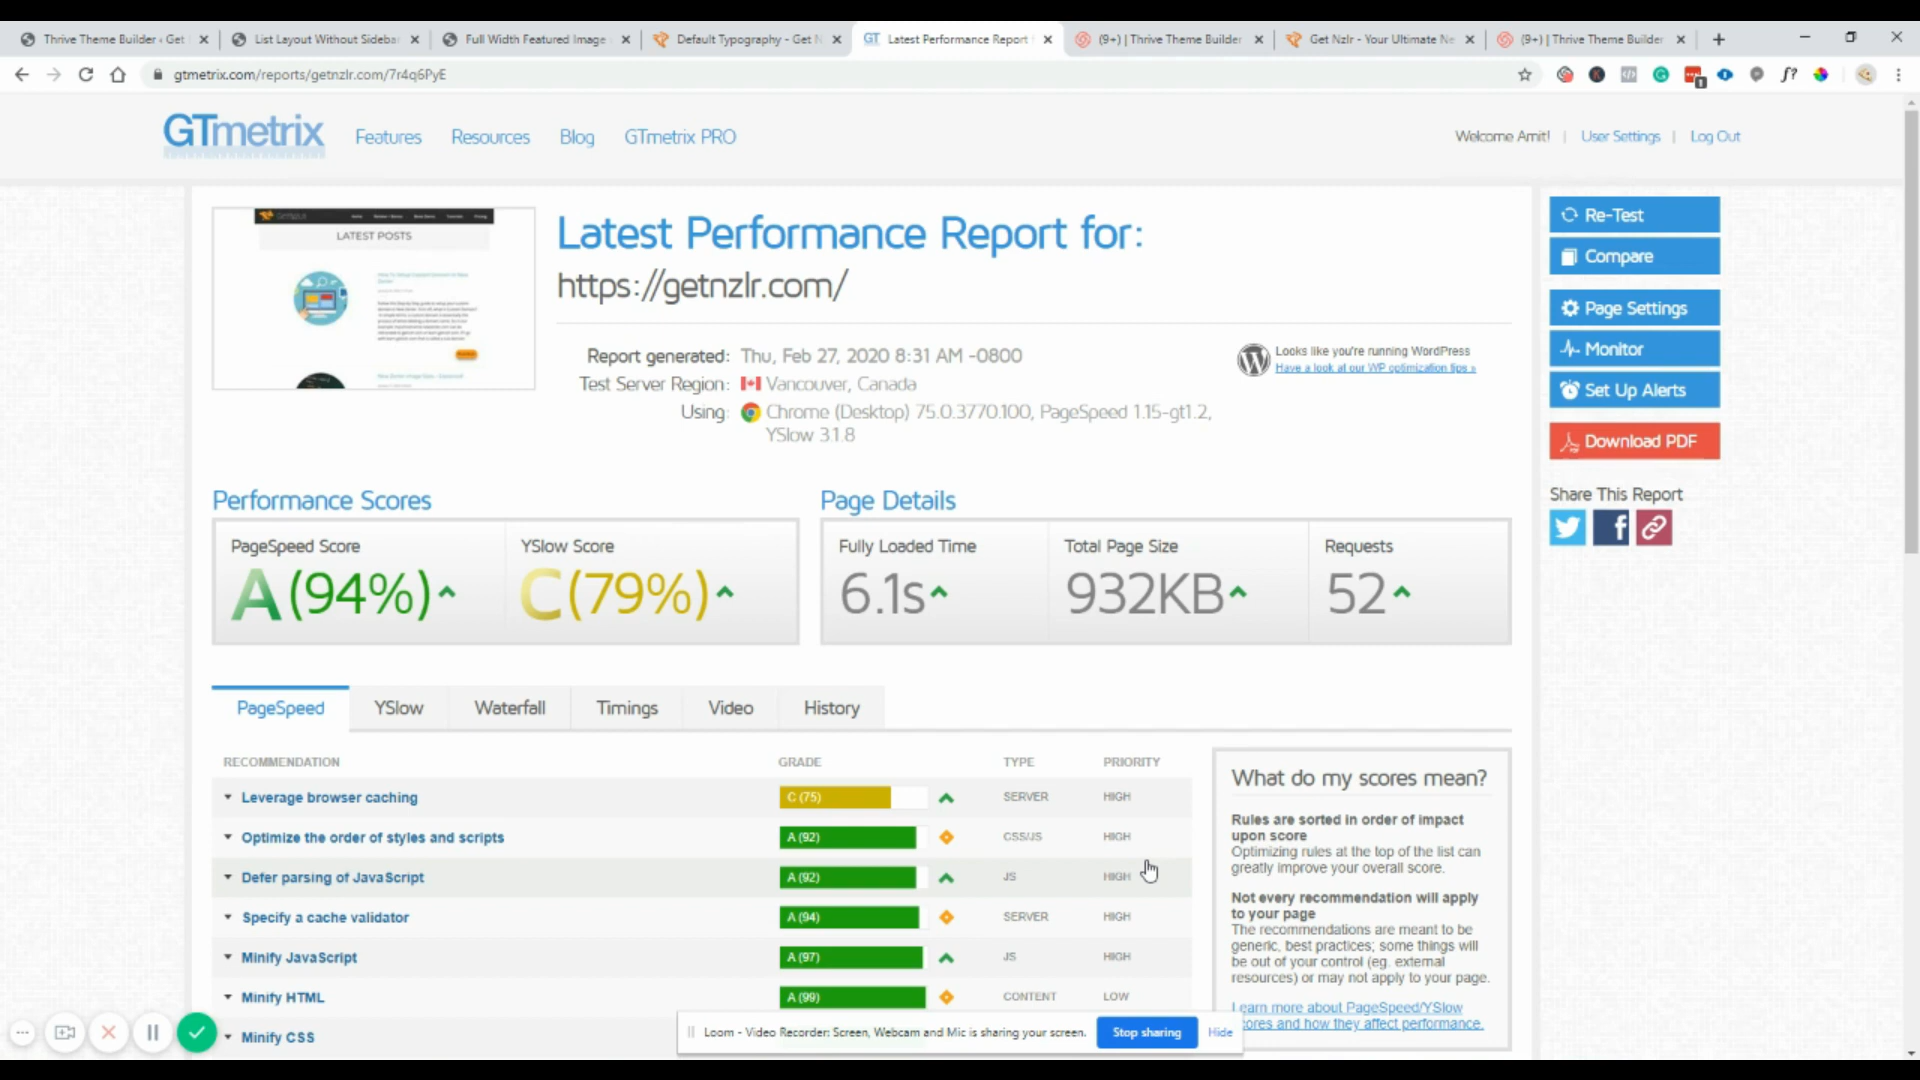 Thrive Theme Builder ‹ Get
List Layout Without Sideba
Full Width Featured Image
Default Typography - Get N
GT Latest Performance Report
(9+) | Thrive Theme Builder
Get Nzlr - Your Ultimate Ne
(9+) | Thrive Theme Builder
gtmetrix.com/reports/getnzlr.com/7r4q6PyE
GTmetrix
Features
Resources
Blog
GTmetrix PRO
Welcome Amit! | User Settings | Log Out
LATEST POSTS
Latest Performance Report for:
https://getnzlr.com/
Report generated: Thu, Feb 27, 2020 8:31 AM -0800
Test Server Region: Vancouver, Canada
Using: Chrome (Desktop) 75.0.3770.100, PageSpeed 1.15-gt1.2,
YSlow 3.1.8
Looks like you're running WordPress
Have a look at our WP optimization tips »
Re-Test
Compare
Page Settings
Monitor
Set Up Alerts
Download PDF
Share This Report
Performance Scores
PageSpeed Score
A(94%)
YSlow Score
C(79%)
Page Details
Fully Loaded Time
6.1s
Total Page Size
932KB
Requests
52
PageSpeed
YSlow
Waterfall
Timings
Video
History
RECOMMENDATION GRADE TYPE PRIORITY
Leverage browser caching C (75) SERVER HIGH
Optimize the order of styles and scripts A (92) CSS/JS HIGH
Defer parsing of JavaScript A (92) JS HIGH
Specify a cache validator A (94) SERVER HIGH
Minify JavaScript A (97) JS HIGH
Minify HTML A (99) CONTENT LOW
Minify CSS
What do my scores mean?
Rules are sorted in order of impact
upon score
Optimizing rules at the top of the list can
greatly improve your overall score.
Not every recommendation will apply
to your page
The recommendations are meant to be
generic, best practices; some things will
be out of your control (eg. external
resources) or may not apply to your page.
Learn more about PageSpeed/YSlow
cores and how they affect performance.
Loom - Video Recorder: Screen, Webcam and Mic is sharing your screen.
Stop sharing
Hide